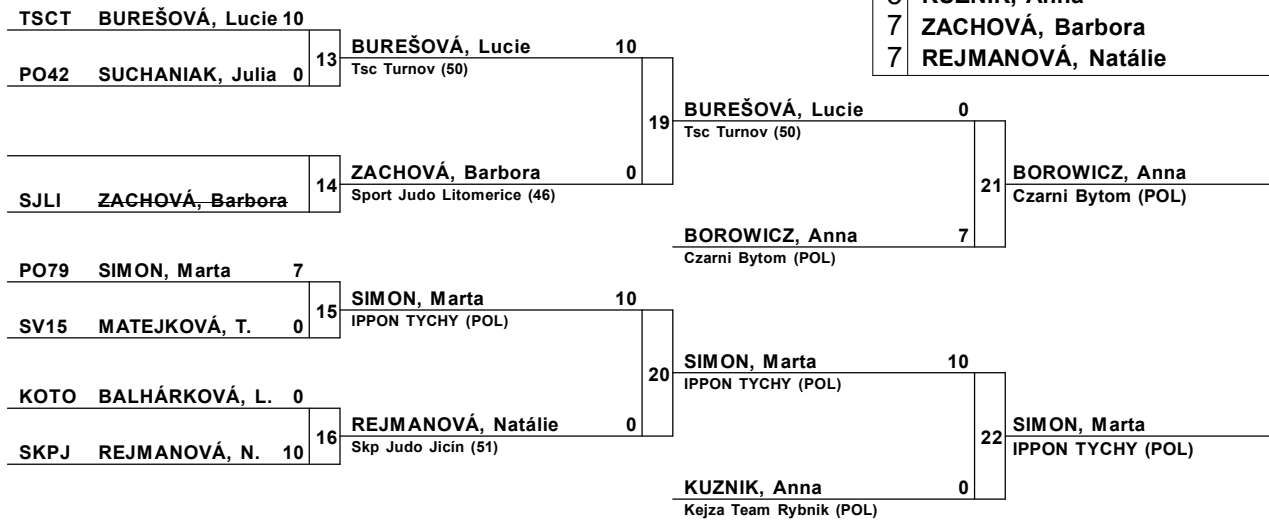 KUZNIK, Anna
7 ZACHOVÁ, Barbora
7 REJMANOVÁ, Natálie
TSCT BUREŠOVÁ, Lucie 10
PO42 SUCHANIAK, Julia 0
13
BUREŠOVÁ, Lucie 10
Tsc Turnov (50)
SJLI ZACHOVÁ, Barbora
14
ZACHOVÁ, Barbora 0
Sport Judo Litomerice (46)
19
BUREŠOVÁ, Lucie 0
Tsc Turnov (50)
BOROWICZ, Anna 7
Czarni Bytom (POL)
21
BOROWICZ, Anna
Czarni Bytom (POL)
PO79 SIMON, Marta 7
SV15 MATEJKOVÁ, T. 0
15
SIMON, Marta 10
IPPON TYCHY (POL)
KOTO BALHÁRKOVÁ, L. 0
SKPJ REJMANOVÁ, N. 10
16
REJMANOVÁ, Natálie 0
Skp Judo Jicín (51)
20
SIMON, Marta 10
IPPON TYCHY (POL)
KUZNIK, Anna 0
Kejza Team Rybnik (POL)
22
SIMON, Marta
IPPON TYCHY (POL)